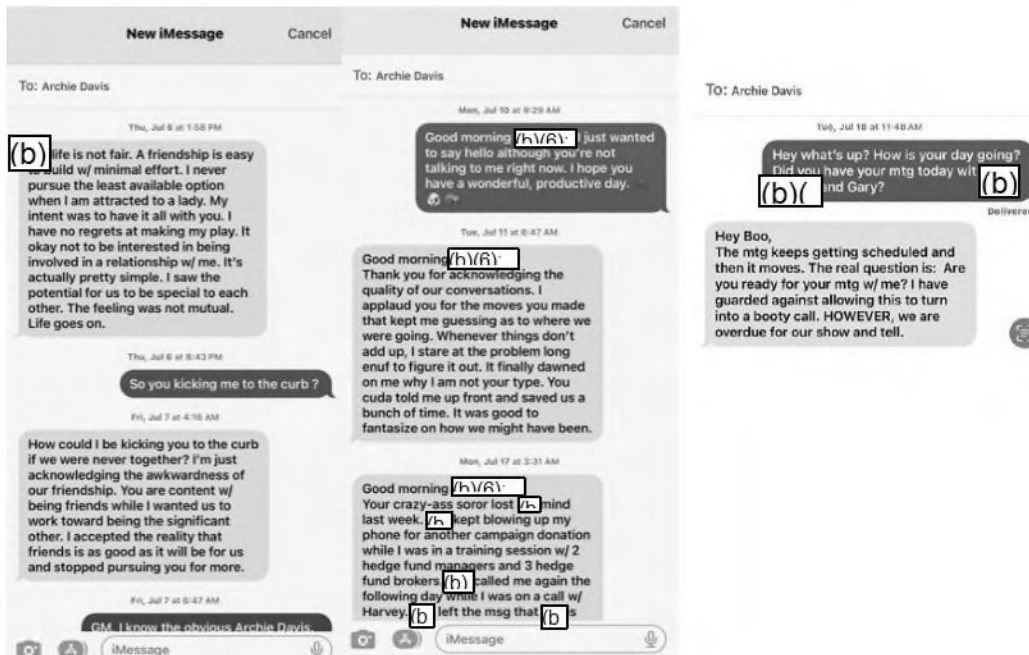 New iMessage Cancel
To: Archie Davis
Thu, Jul 6 at 1:58 PM
(b) life is not fair. A friendship is easy
to build w/ minimal effort. I never
pursue the least available option
when I am attracted to a lady. My
intent was to have it all with you. I
have no regrets at making my play. It
okay not to be interested in being
involved in a relationship w/ me. It's
actually pretty simple. I saw the
potential for us to be special to each
other. The feeling was not mutual.
Life goes on.
Thu, Jul 6 at 8:43 PM
So you kicking me to the curb ?
Fri, Jul 7 at 4:16 AM
How could I be kicking you to the curb
if we were never together? I'm just
acknowledging the awkwardness of
our friendship. You are content w/
being friends while I wanted us to
work toward being the significant
other. I accepted the reality that
friends is as good as it will be for us
and stopped pursuing you for more.
Fri, Jul 7 at 6:47 AM
GM, I know the obvious Archie Davis.
iMessage
New iMessage Cancel
To: Archie Davis
Mon, Jul 10 at 9:29 AM
Good morning (b)(6); I just wanted
to say hello although you're not
talking to me right now. I hope you
have a wonderful, productive day.
Tue, Jul 11 at 6:47 AM
Good morning (b)(6);
Thank you for acknowledging the
quality of our conversations. I
applaud you for the moves you made
that kept me guessing as to where we
were going. Whenever things don't
add up, I stare at the problem long
enuf to figure it out. It finally dawned
on me why I am not your type. You
cuda told me up front and saved us a
bunch of time. It was good to
fantasize on how we might have been.
Mon, Jul 17 at 3:31 AM
Good morning (b)(6);
Your crazy-ass soror lost (b mind
last week. (b kept blowing up my
phone for another campaign donation
while I was in a training session w/ 2
hedge fund managers and 3 hedge
fund brokers. (b) called me again the
following day while I was on a call w/
Harvey. (b left the msg that (b s
iMessage
To: Archie Davis
Tue, Jul 18 at 11:48 AM
Hey what's up? How is your day going?
Did you have your mtg today wit (b)
(b)( and Gary?
Delivered
Hey Boo,
The mtg keeps getting scheduled and
then it moves. The real question is: Are
you ready for your mtg w/ me? I have
guarded against allowing this to turn
into a booty call. HOWEVER, we are
overdue for our show and tell.